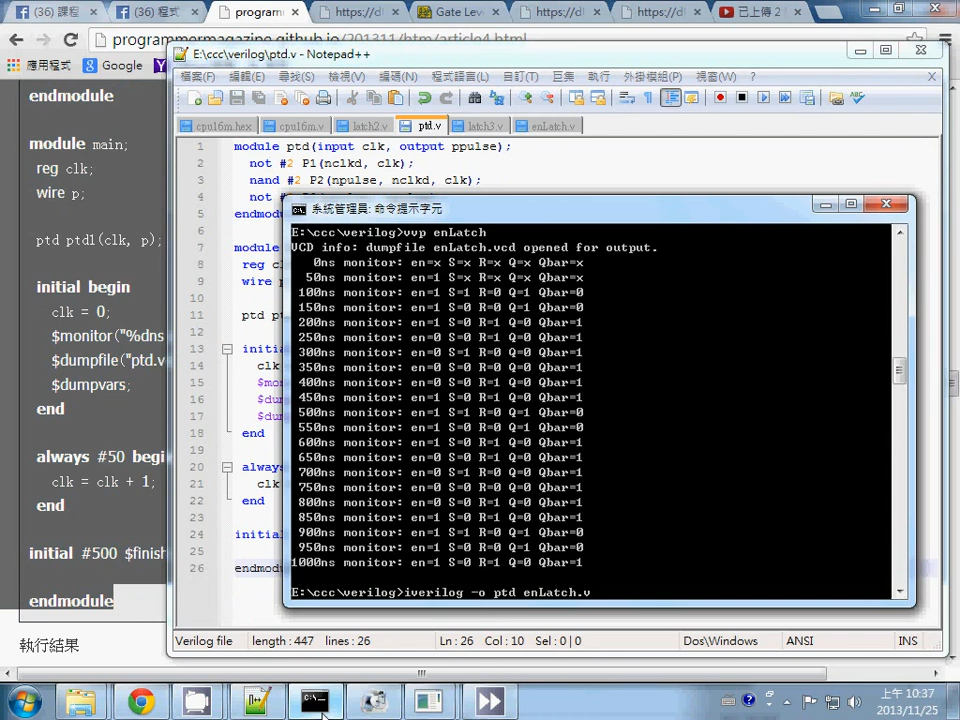 (36) 課程
(36) 程式
program
https://dl
Gate Leve
https://dl
https://dl
已上傳 2
programmermagazine.github.io/201311/htm/article4.html
應用程式
Google
endmodule
module main;
reg clk;
wire p;
ptd ptd1(clk, p);
initial begin
clk = 0;
$monitor("%dns
$dumpfile("ptd.v
$dumpvars;
end
always #50 begi
clk = clk + 1;
end
initial #500 $finish
endmodule
執行結果
E:\ccc\verilog\ptd.v - Notepad++
檔案(F) 編輯(E) 尋找(S) 檢視(V) 編碼(N) 程式語言(L) 自訂(T) 巨集 執行 外掛模組(P) 視窗(W) ? X
cpu16m.hex
cpu16m.v
latch2.v
ptd.v
latch3.v
enLatch.v
1 module ptd(input clk, output ppulse);
2 not #2 P1(nclkd, clk);
3 nand #2 P2(npulse, nclkd, clk);
4 not #2
5 endmodu
6
7 module
8 reg cl
9 wire p
10
11 ptd pt
12
13 initia
14 clk
15 $mo
16 $du
17 $du
18 end
19
20 always
21 clk
22 end
23
24 initia
25
26 endmodu
系統管理員: 命令提示字元
E:\ccc\verilog>vvp enLatch
VCD info: dumpfile enLatch.vcd opened for output.
0ns monitor: en=x S=x R=x Q=x Qbar=x
50ns monitor: en=1 S=x R=x Q=x Qbar=x
100ns monitor: en=1 S=1 R=0 Q=1 Qbar=0
150ns monitor: en=1 S=0 R=0 Q=1 Qbar=0
200ns monitor: en=1 S=0 R=1 Q=0 Qbar=1
250ns monitor: en=0 S=0 R=1 Q=0 Qbar=1
300ns monitor: en=0 S=1 R=0 Q=0 Qbar=1
350ns monitor: en=0 S=0 R=0 Q=0 Qbar=1
400ns monitor: en=0 S=0 R=1 Q=0 Qbar=1
450ns monitor: en=1 S=0 R=1 Q=0 Qbar=1
500ns monitor: en=1 S=1 R=0 Q=1 Qbar=0
550ns monitor: en=1 S=0 R=0 Q=1 Qbar=0
600ns monitor: en=1 S=0 R=1 Q=0 Qbar=1
650ns monitor: en=0 S=0 R=1 Q=0 Qbar=1
700ns monitor: en=0 S=1 R=0 Q=0 Qbar=1
750ns monitor: en=0 S=0 R=0 Q=0 Qbar=1
800ns monitor: en=0 S=0 R=1 Q=0 Qbar=1
850ns monitor: en=1 S=0 R=1 Q=0 Qbar=1
900ns monitor: en=1 S=1 R=0 Q=1 Qbar=0
950ns monitor: en=1 S=0 R=0 Q=1 Qbar=0
1000ns monitor: en=1 S=0 R=1 Q=0 Qbar=1
E:\ccc\verilog>iverilog -o ptd enLatch.v
Verilog file length : 447 lines : 26 Ln : 26 Col : 10 Sel : 0 | 0 Dos\Windows ANSI INS
上午 10:37
2013/11/25